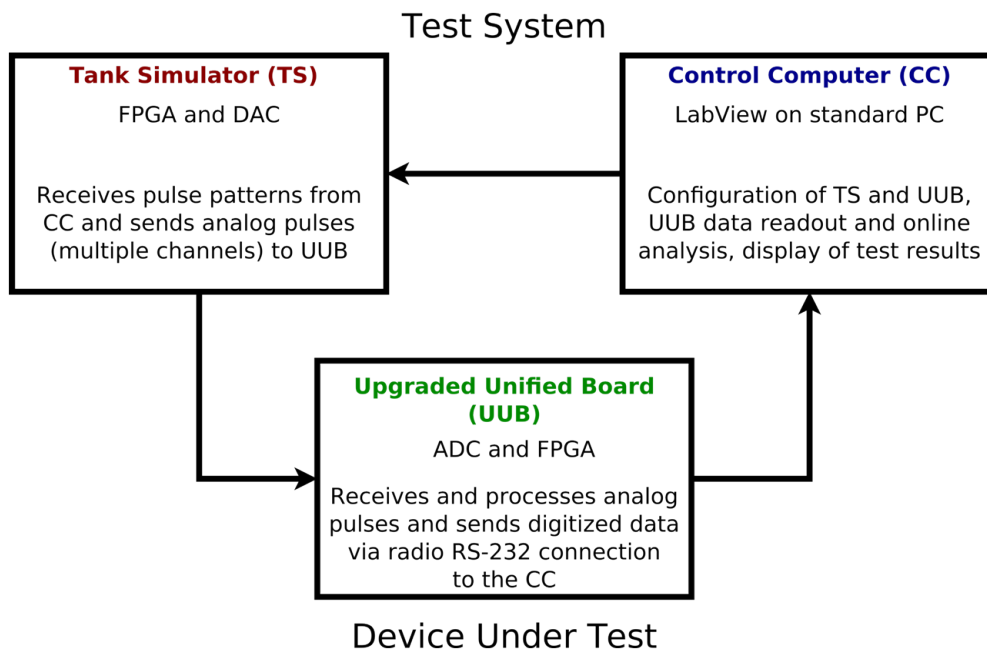 Test System
Tank Simulator (TS)
FPGA and DAC
Receives pulse patterns from
CC and sends analog pulses
(multiple channels) to UUB
Control Computer (CC)
LabView on standard PC
Configuration of TS and UUB,
UUB data readout and online
analysis, display of test results
Upgraded Unified Board
(UUB)
ADC and FPGA
Receives and processes analog
pulses and sends digitized data
via radio RS-232 connection
to the CC
Device Under Test